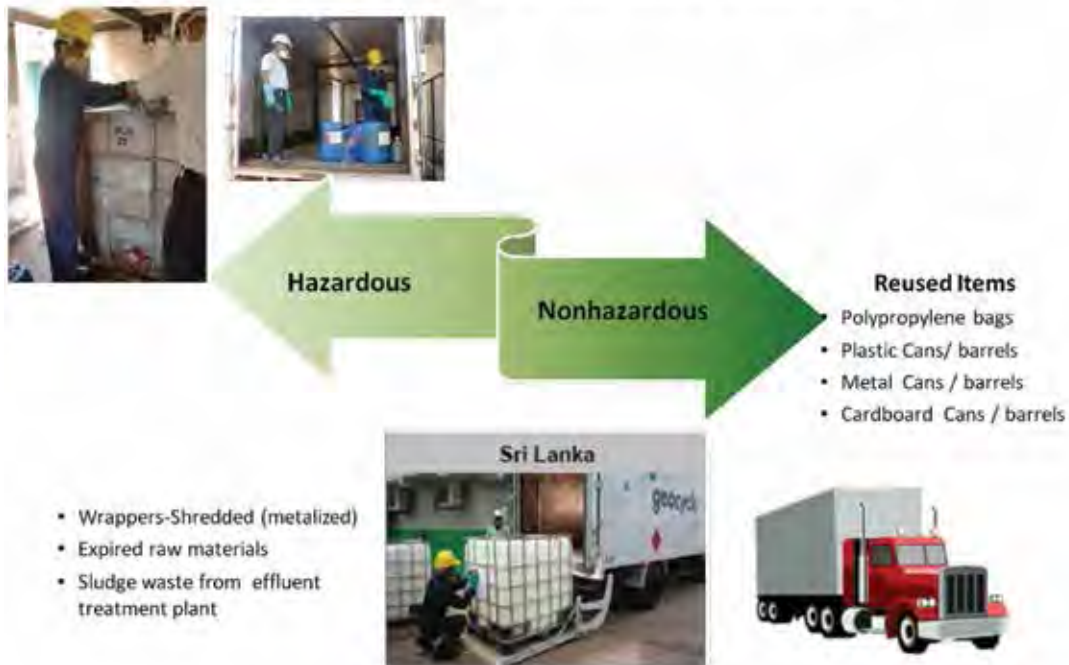 Hazardous
Nonhazardous
Reused Items
• Polypropylene bags
• Plastic Cans/ barrels
• Metal Cans / barrels
• Cardboard Cans / barrels
Sri Lanka
geocycle
• Wrappers-Shredded (metalized)
• Expired raw materials
• Sludge waste from effluent
treatment plant